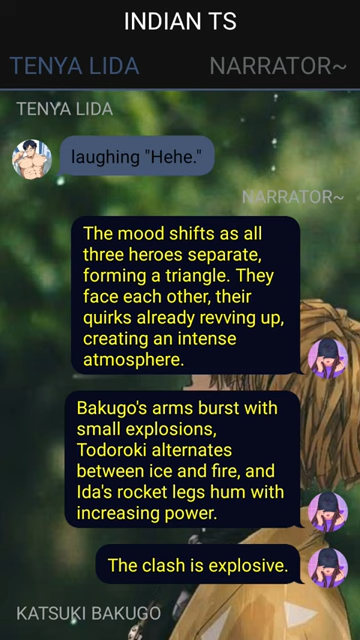 INDIAN TS
TENYA LIDA NARRATOR~
TENYA LIDA
laughing "Hehe."
NARRATOR~
The mood shifts as all
three heroes separate,
forming a triangle. They
face each other, their
quirks already revving up,
creating an intense
atmosphere.
Bakugo's arms burst with
small explosions,
Todoroki alternates
between ice and fire, and
Ida's rocket legs hum with
increasing power.
The clash is explosive.
KATSUKI BAKUGO